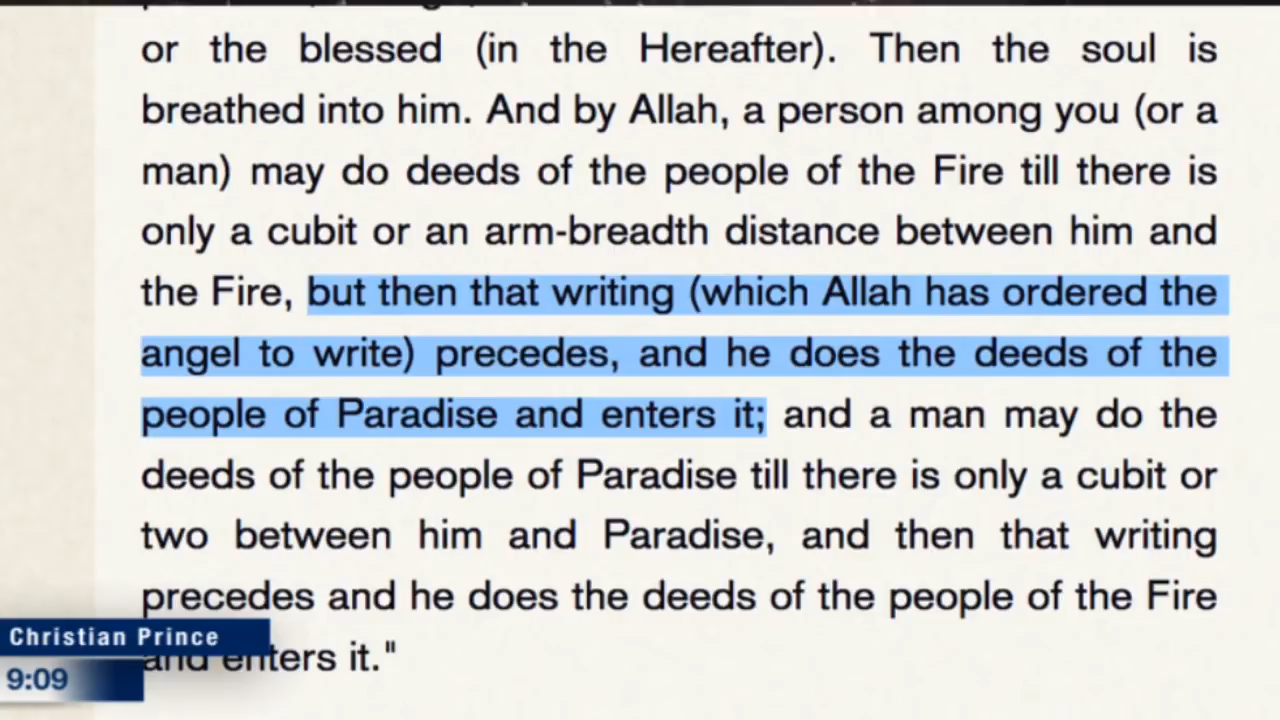 or the blessed (in the Hereafter). Then the soul is
breathed into him. And by Allah, a person among you (or a
man) may do deeds of the people of the Fire till there is
only a cubit or an arm-breadth distance between him and
the Fire, but then that writing (which Allah has ordered the
angel to write) precedes, and he does the deeds of the
people of Paradise and enters it; and a man may do the
deeds of the people of Paradise till there is only a cubit or
two between him and Paradise, and then that writing
precedes and he does the deeds of the people of the Fire
and enters it."
Christian Prince
9:09